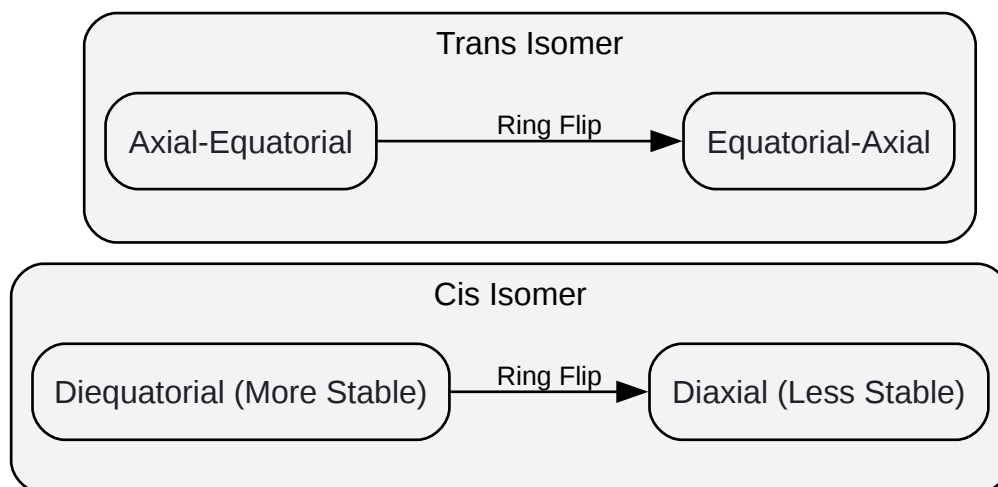 Trans Isomer
Axial-Equatorial
Ring Flip
Equatorial-Axial
Cis Isomer
Diequatorial (More Stable)
Ring Flip
Diaxial (Less Stable)